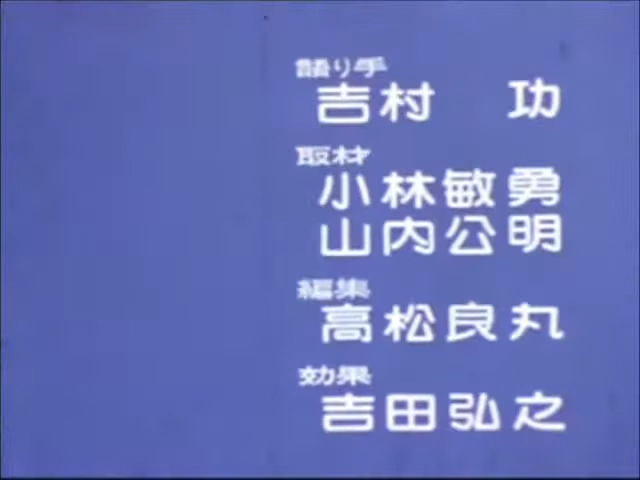 語り手
吉村 功
取材
小林敏勇
山内公明
編集
高松良丸
効果
吉田弘之